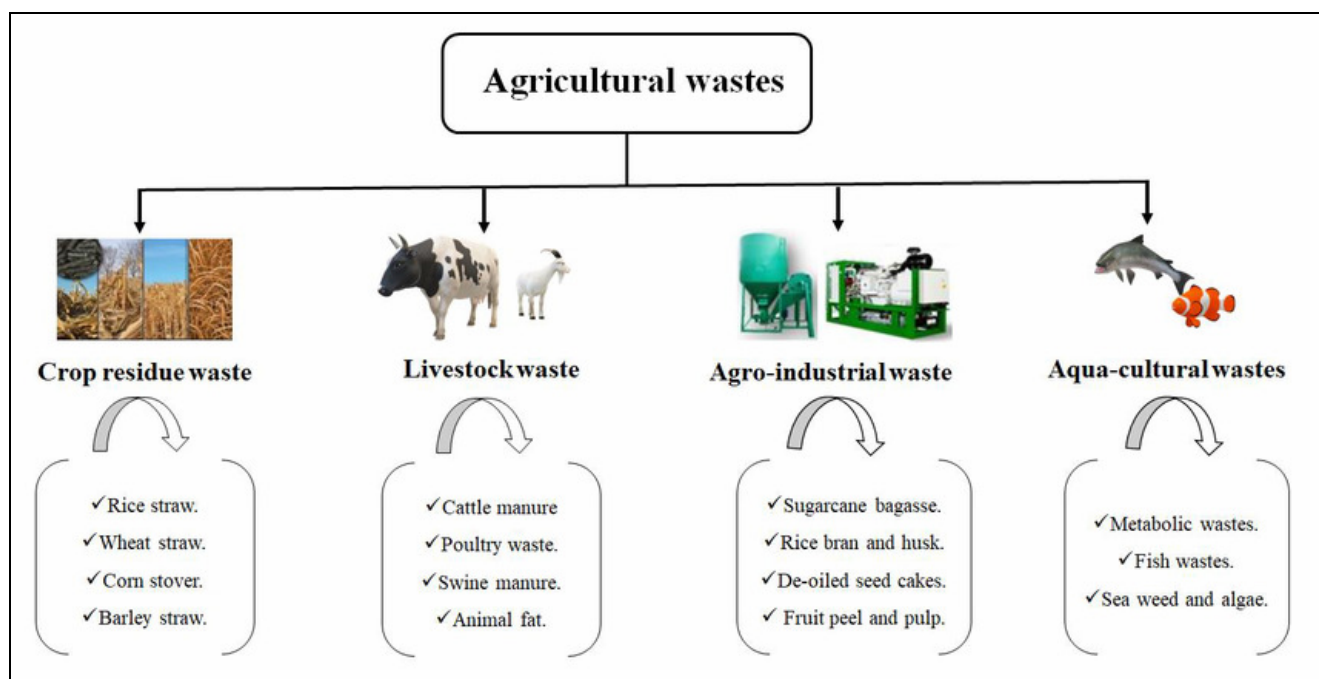 Agricultural wastes
Crop residue waste
✓Rice straw.
✓Wheat straw.
✓Corn stover.
✓Barley straw.
Livestock waste
✓Cattle manure
✓Poultry waste.
✓Swine manure.
✓Animal fat.
Agro-industrial waste
✓Sugarcane bagasse.
✓Rice bran and husk.
✓De-oiled seed cakes.
✓Fruit peel and pulp.
Aqua-cultural wastes
✓Metabolic wastes.
✓Fish wastes.
✓Sea weed and algae.